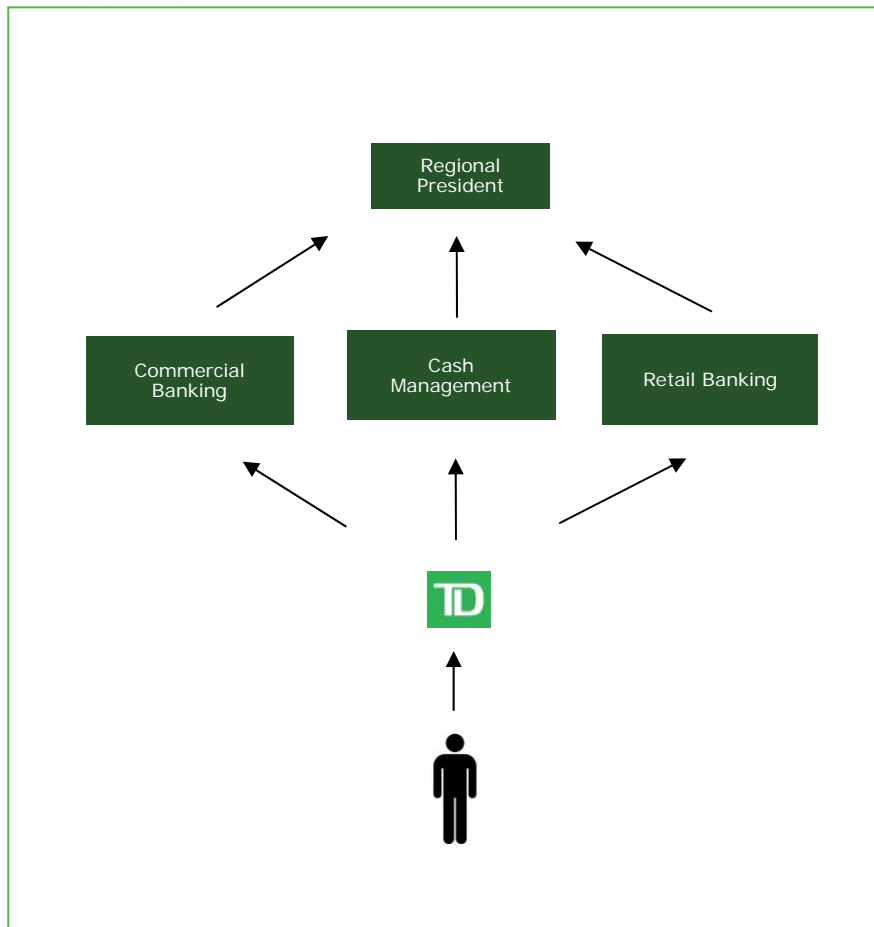 Regional
President
Commercial
Banking
Cash
Management
Retail Banking
TD